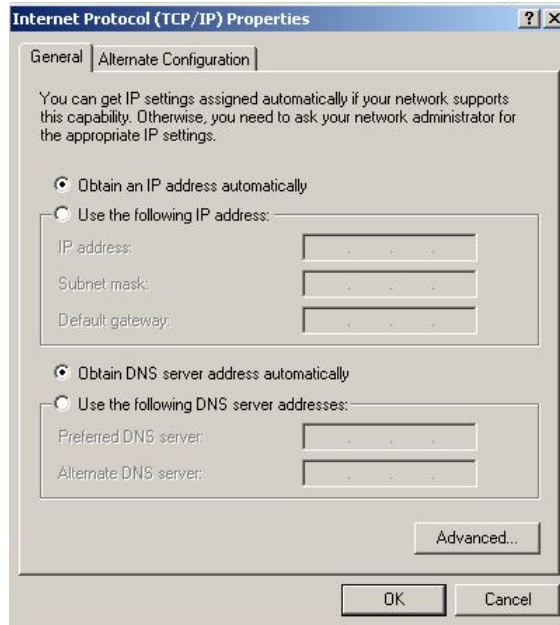 Internet Protocol (TCP/IP) Properties
General
Alternate Configuration
You can get IP settings assigned automatically if your network supports
this capability. Otherwise, you need to ask your network administrator for
the appropriate IP settings.
Obtain an IP address automatically
Use the following IP address:
IP address:
Subnet mask:
Default gateway:
Obtain DNS server address automatically
Use the following DNS server addresses:
Preferred DNS server:
Alternate DNS server:
Advanced...
OK
Cancel